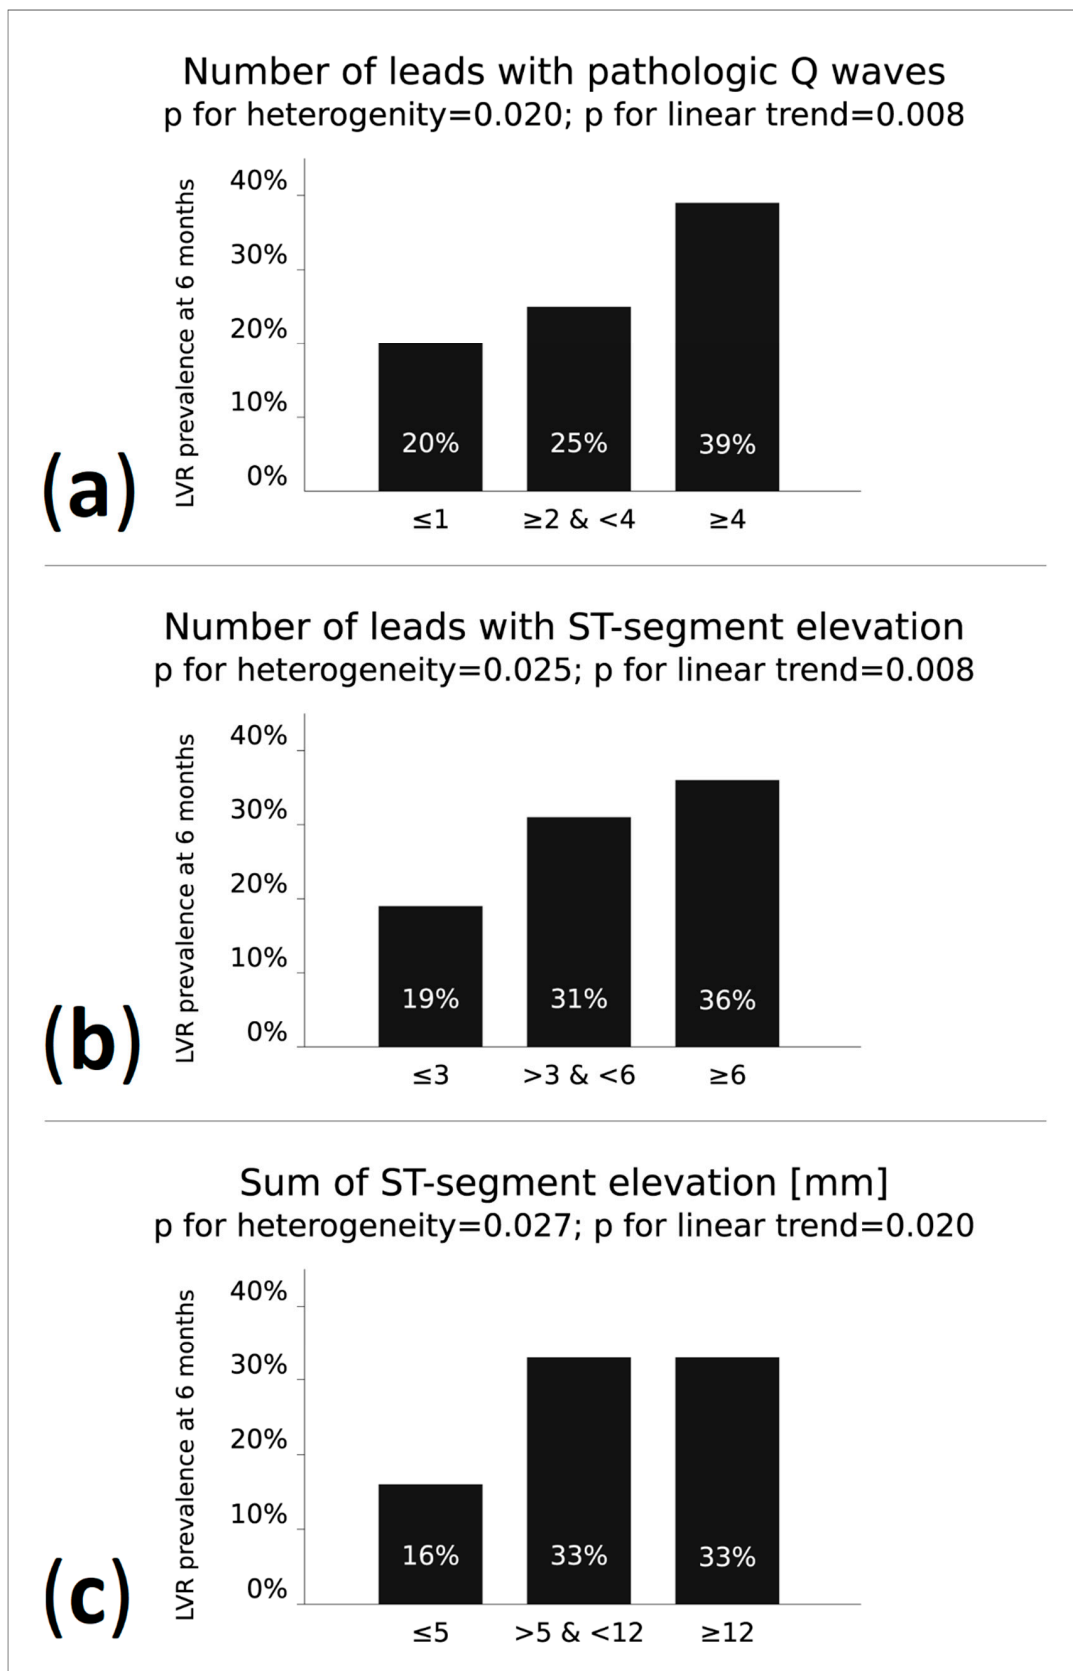 Number of leads with pathologic Q waves
p for heterogenity=0.020; p for linear trend=0.008
LVR prevalence at 6 months
40%
30%
20%
10%
0%
20%
25%
39%
≤1
≥2 & <4
≥4
(a)
Number of leads with ST-segment elevation
p for heterogeneity=0.025; p for linear trend=0.008
LVR prevalence at 6 months
40%
30%
20%
10%
0%
19%
31%
36%
≤3
>3 & <6
≥6
(b)
Sum of ST-segment elevation [mm]
p for heterogeneity=0.027; p for linear trend=0.020
LVR prevalence at 6 months
40%
30%
20%
10%
0%
16%
33%
33%
≤5
>5 & <12
≥12
(c)